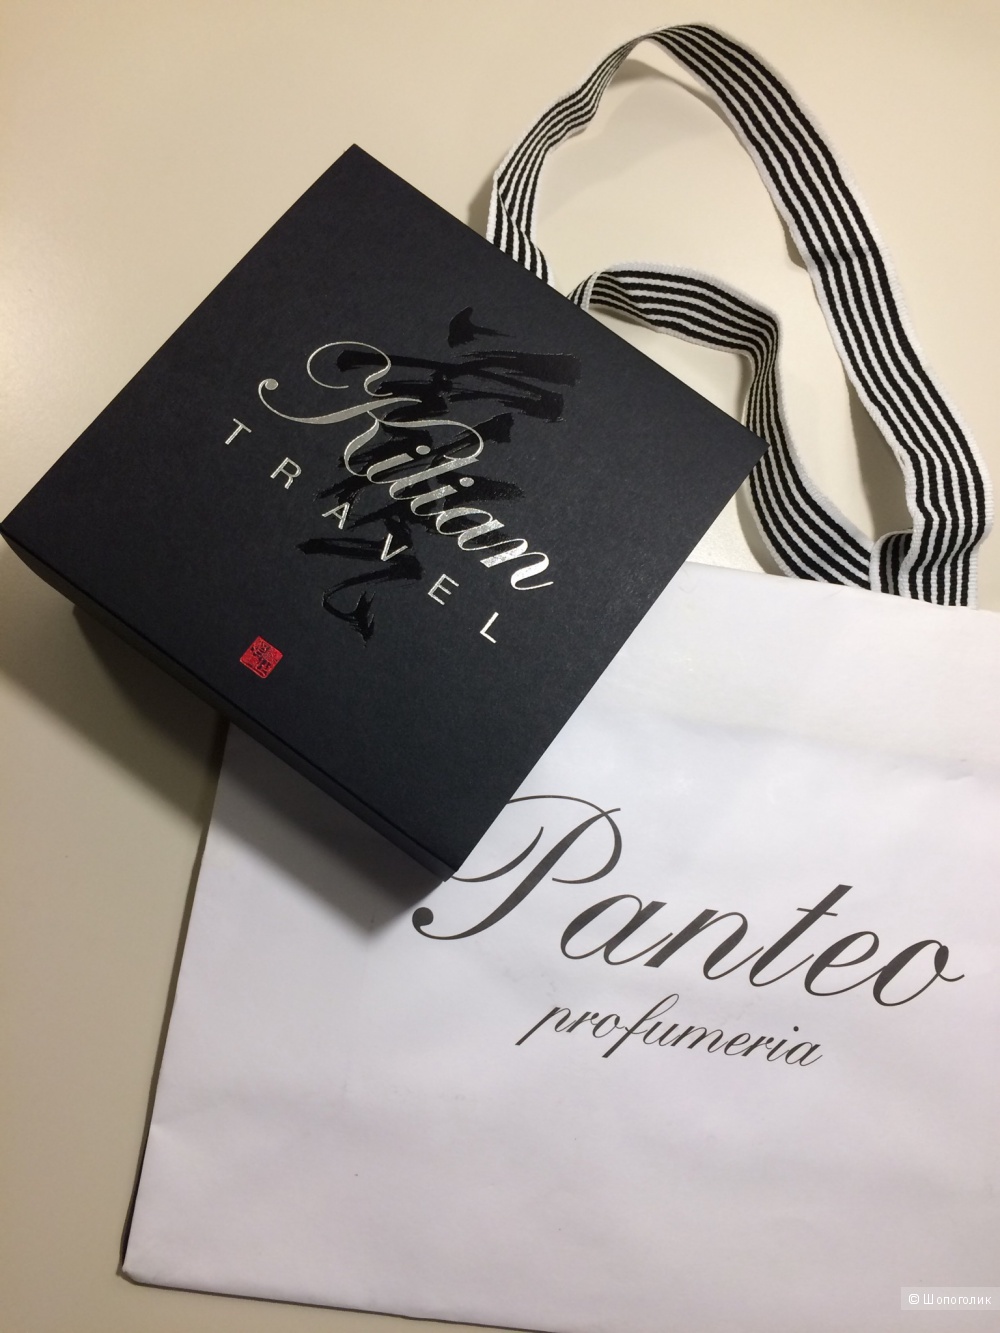 Kilian
TRAVEL
Panteo
profumeria
© Шопоголик